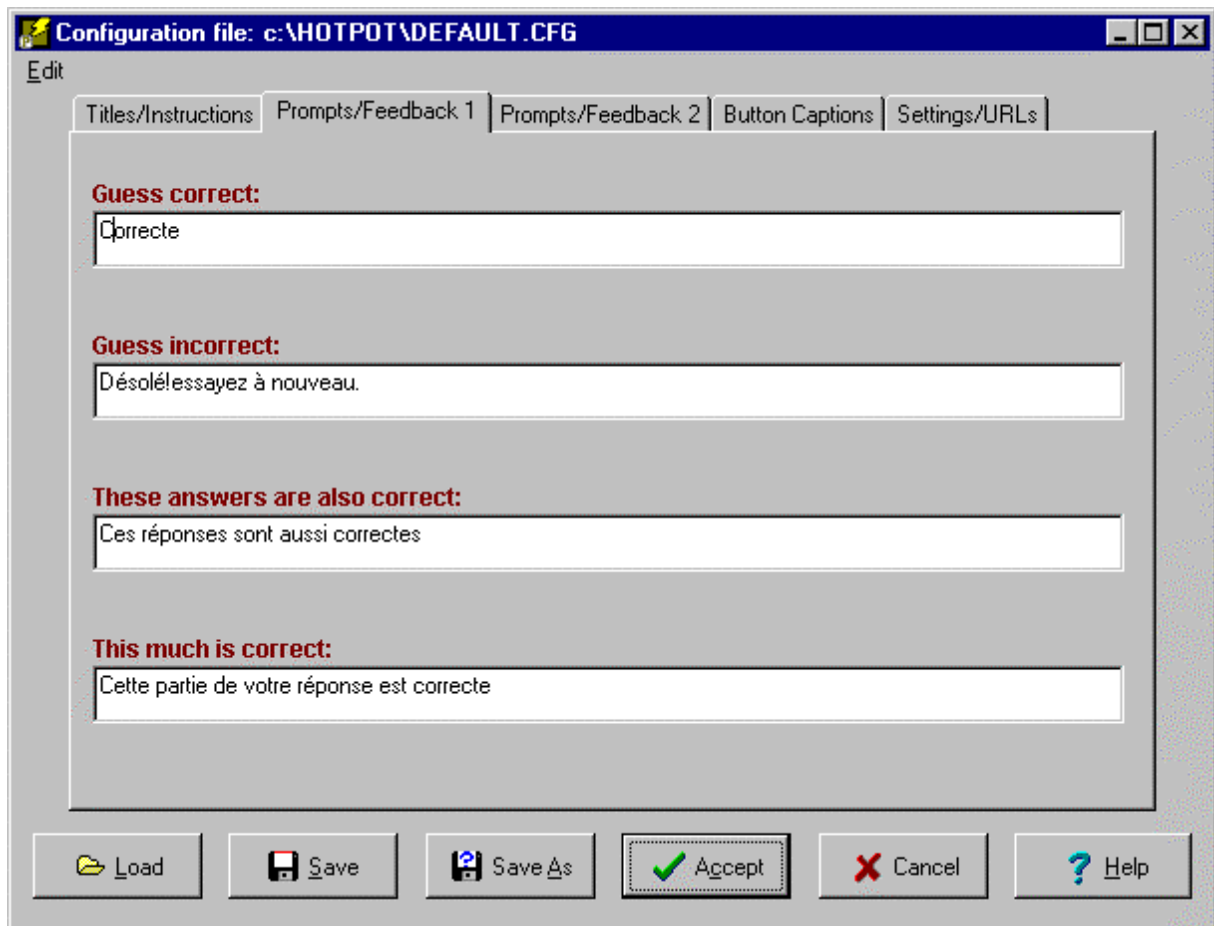 Configuration file: c:\HOTPOT\DEFAULT.CFG
Edit
Titles/Instructions Prompts/Feedback 1 Prompts/Feedback 2 Button Captions Settings/URLs
Guess correct:
Correcte
Guess incorrect:
Désolé!essayez à nouveau.
These answers are also correct:
Ces réponses sont aussi correctes
This much is correct:
Cette partie de votre réponse est correcte
Load Save Save As Accept Cancel Help